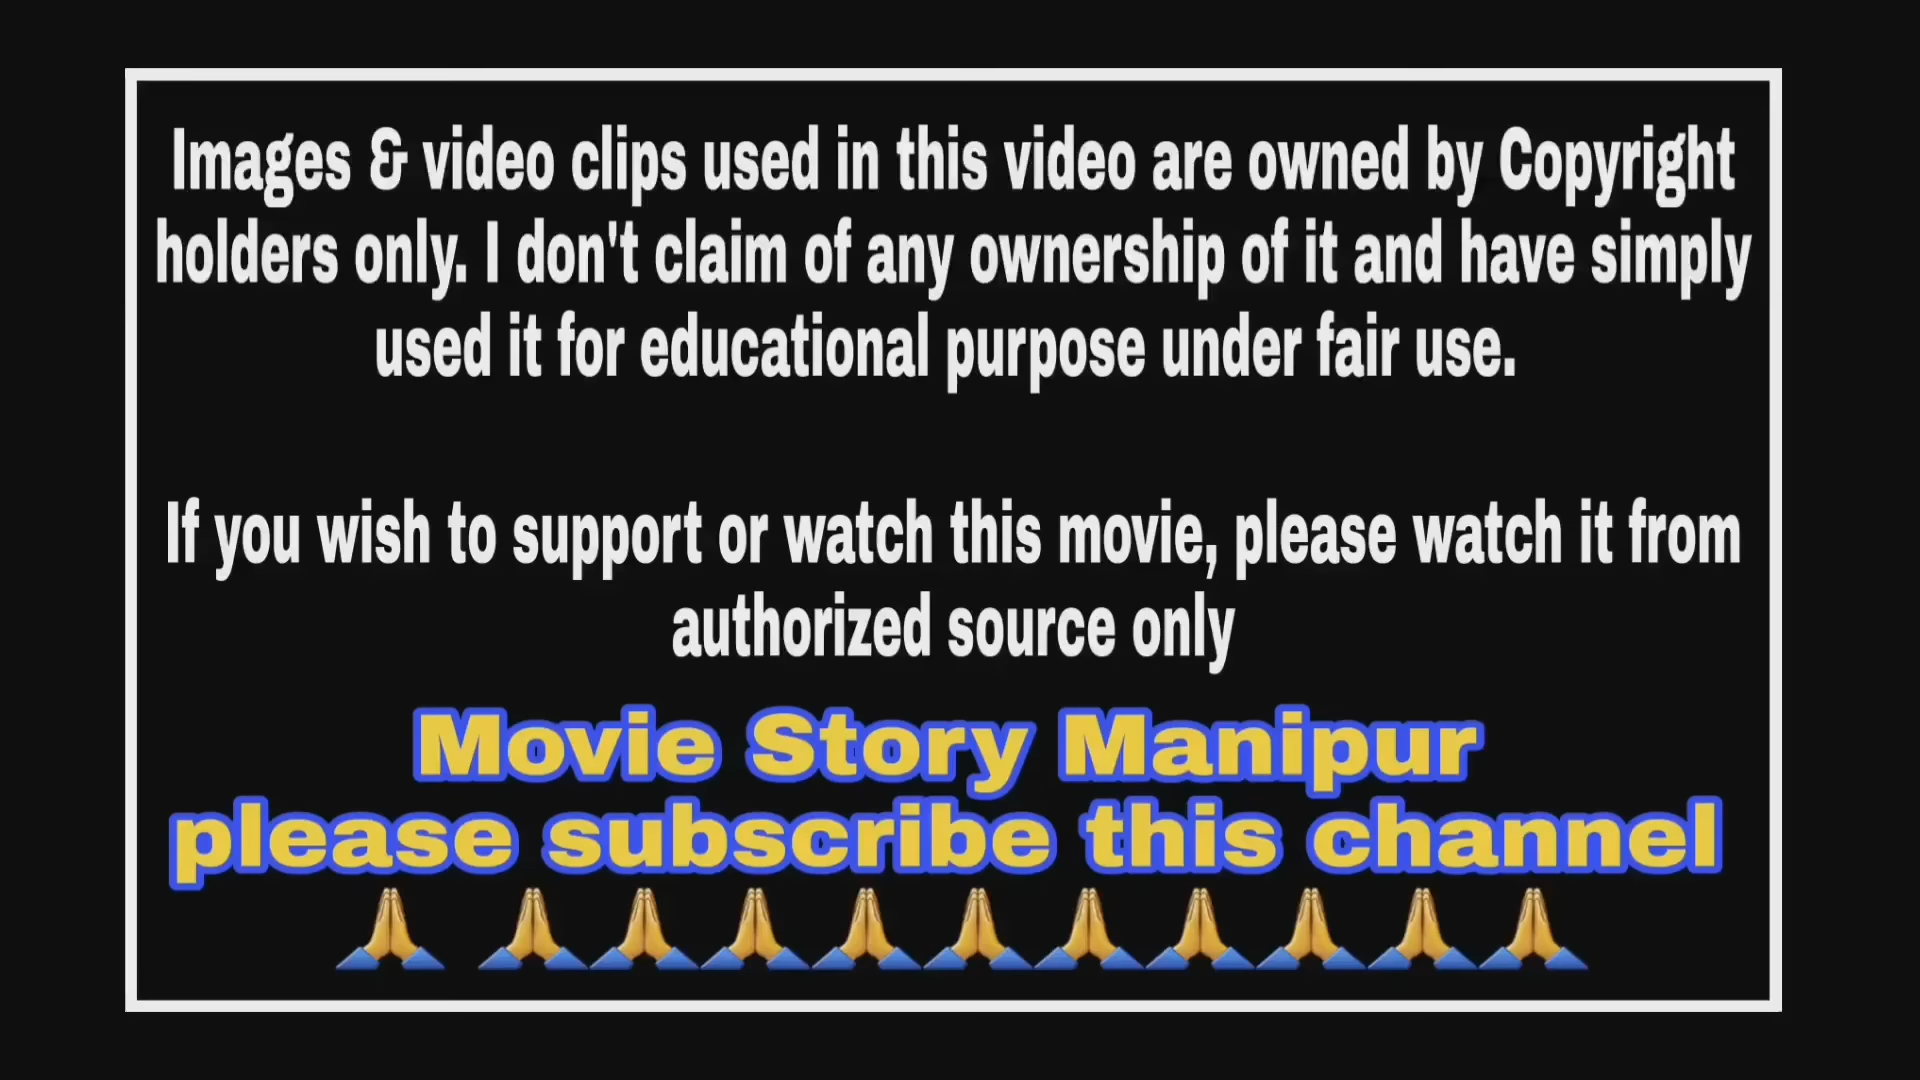 Images & video clips used in this video are owned by Copyright
holders only. I don't claim of any ownership of it and have simply
used it for educational purpose under fair use.
If you wish to support or watch this movie, please watch it from
authorized source only
Movie Story Manipur
please subscribe this channel
🙏 🙏🙏🙏🙏🙏🙏🙏🙏🙏🙏